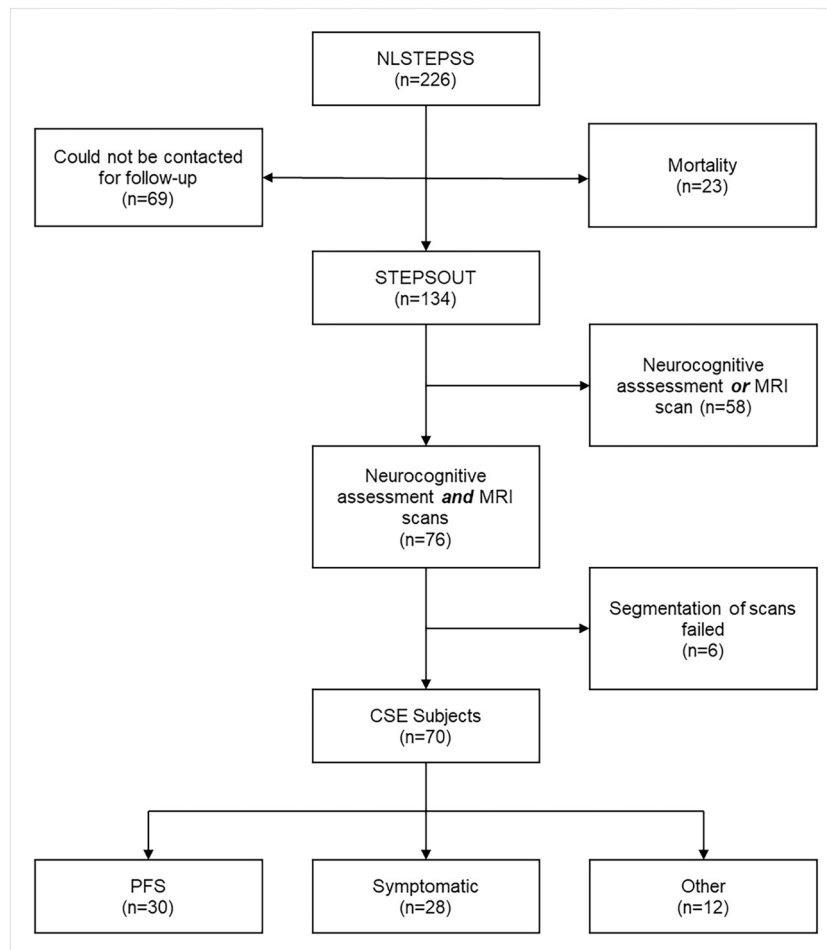 NLSTEPSS
(n=226)
Could not be contacted
for follow-up
(n=69)
Mortality
(n=23)
STEPSOUT
(n=134)
Neurocognitive
asssessment or MRI
scan (n=58)
Neurocognitive
assessment and MRI
scans
(n=76)
Segmentation of scans
failed
(n=6)
CSE Subjects
(n=70)
PFS
(n=30)
Symptomatic
(n=28)
Other
(n=12)